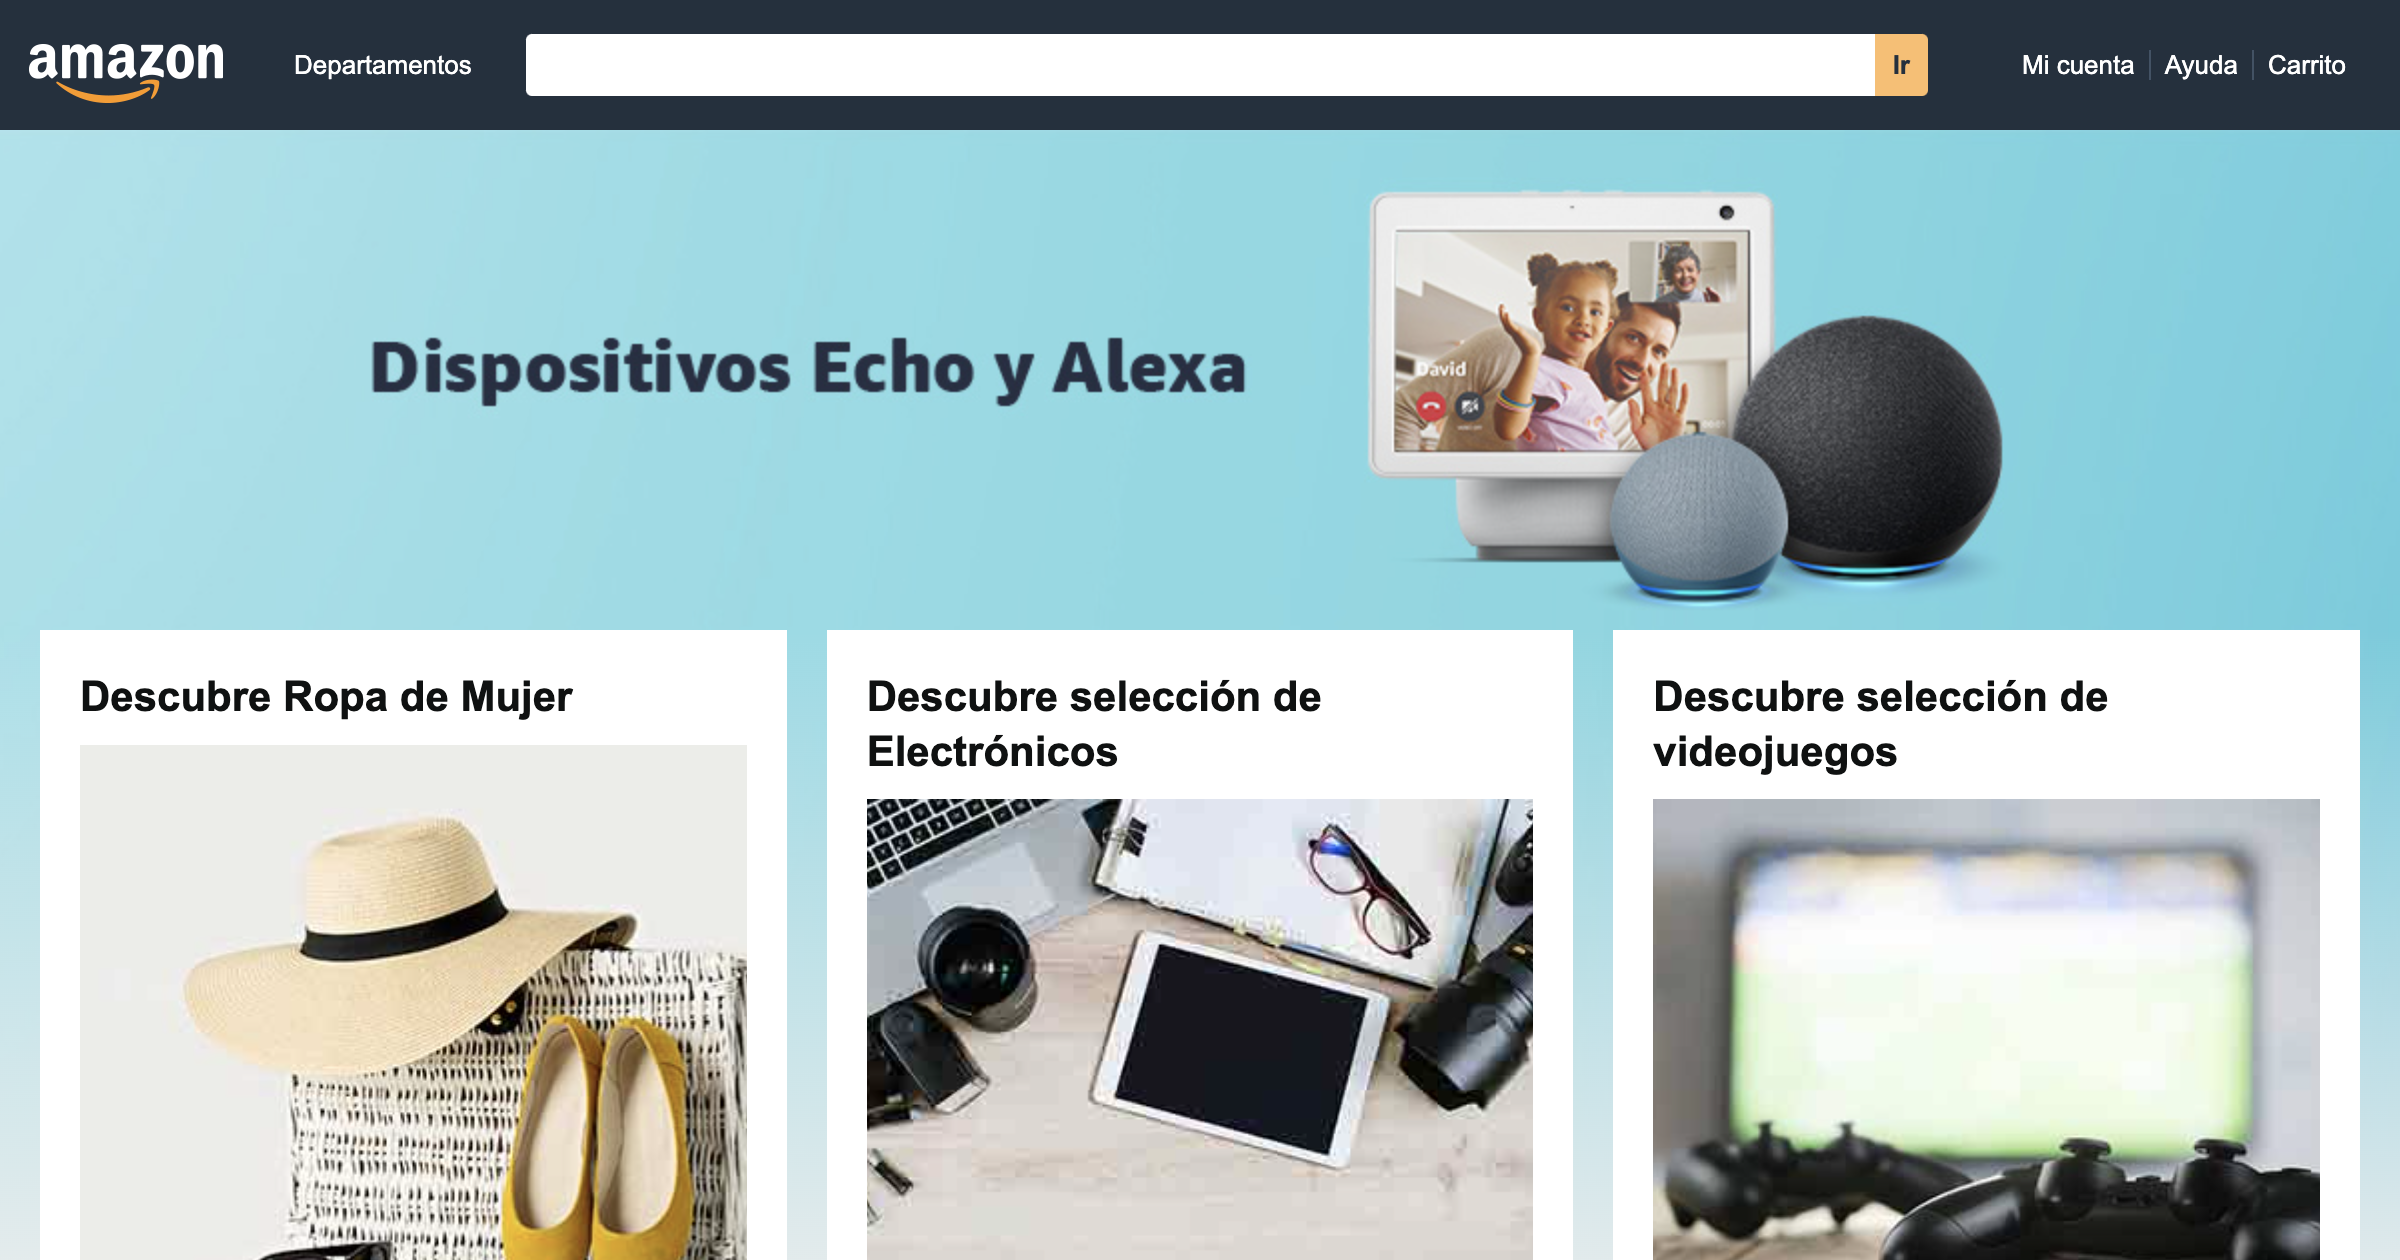 amazon
Departamentos
Ir
Mi cuenta
Ayuda
Carrito
Dispositivos Echo y Alexa
David
Descubre Ropa de Mujer
Descubre selección de
Electrónicos
Descubre selección de
videojuegos